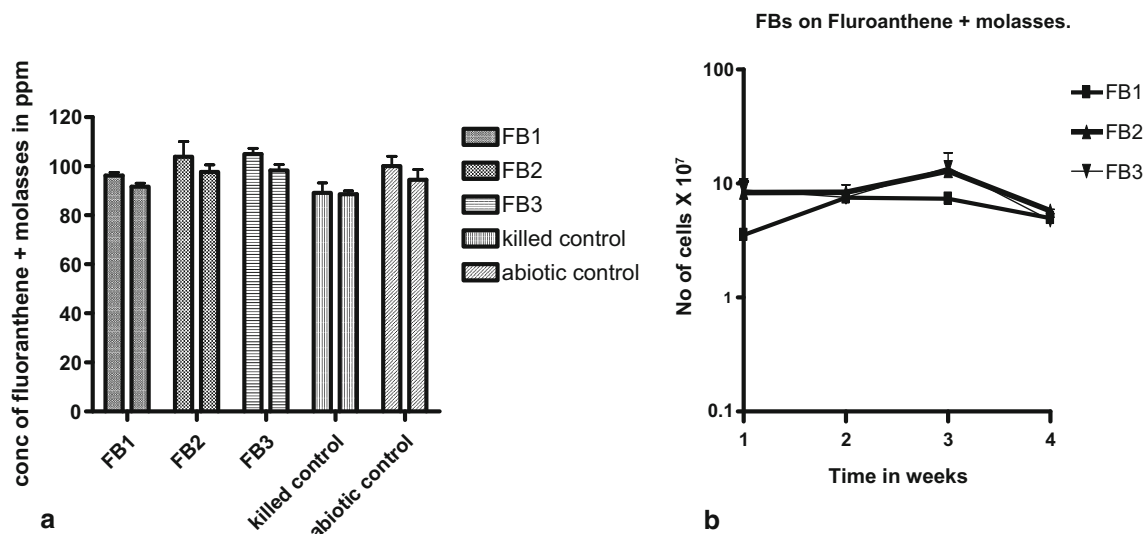 conc of fluoranthene + molasses in ppm
120
100
80
60
40
20
0
FB1
FB2
FB3
killed control
abiotic control
FB1
FB2
FB3
killed control
abiotic control
a
FBs on Fluroanthene + molasses.
No of cells X 10⁷
100
10
1
0.1
1
2
3
4
Time in weeks
FB1
FB2
FB3
b